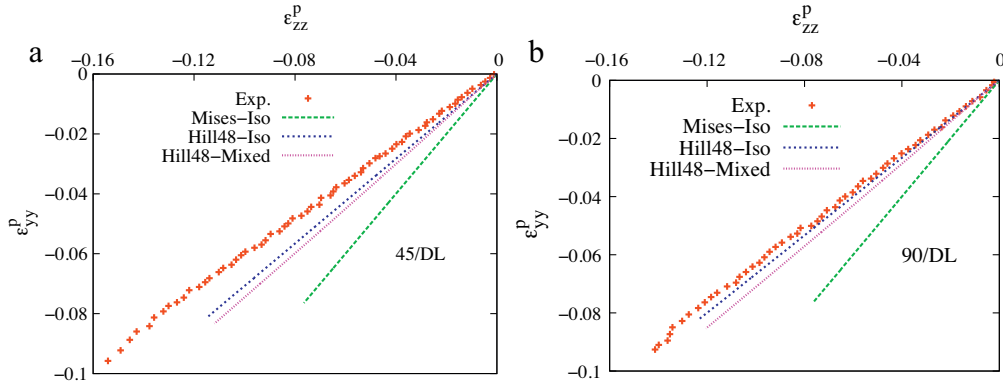 a
ε^p_zz
−0.16 −0.12 −0.08 −0.04 0
0
−0.02
−0.04
−0.06
−0.08
−0.1
ε^p_yy
Exp.
Mises−Iso
Hill48−Iso
Hill48−Mixed
45/DL
b
ε^p_zz
−0.16 −0.12 −0.08 −0.04 0
0
−0.02
−0.04
−0.06
−0.08
−0.1
ε^p_yy
Exp.
Mises−Iso
Hill48−Iso
Hill48−Mixed
90/DL